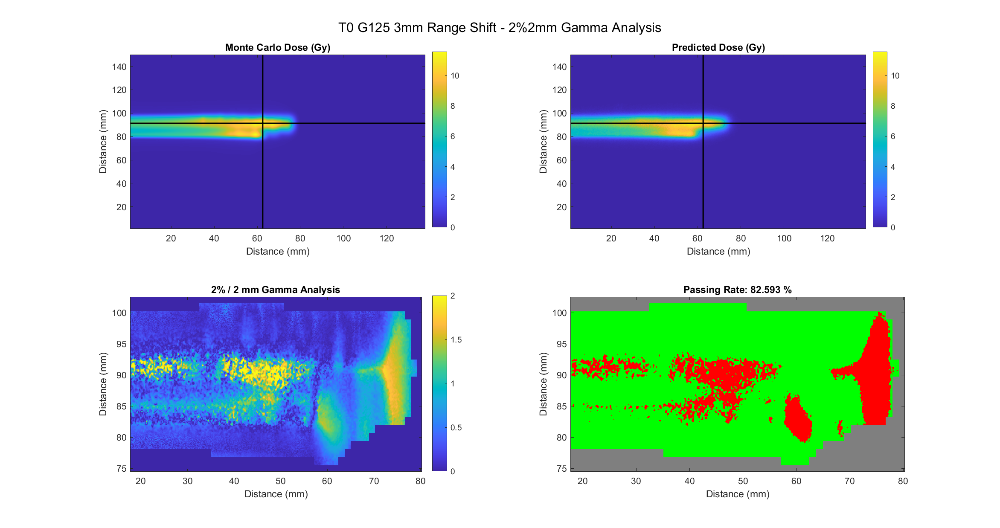 T0 G125 3mm Range Shift - 2%2mm Gamma Analysis
Monte Carlo Dose (Gy)
140
120
100
80
60
40
20
20 40 60 80 100 120
Distance (mm)
Distance (mm)
10
8
6
4
2
0
Predicted Dose (Gy)
140
120
100
80
60
40
20
20 40 60 80 100 120
Distance (mm)
Distance (mm)
10
8
6
4
2
0
2% / 2 mm Gamma Analysis
100
95
90
85
80
75
20 30 40 50 60 70 80
Distance (mm)
Distance (mm)
2
1.5
1
0.5
0
Passing Rate: 82.593 %
100
95
90
85
80
75
20 30 40 50 60 70 80
Distance (mm)
Distance (mm)